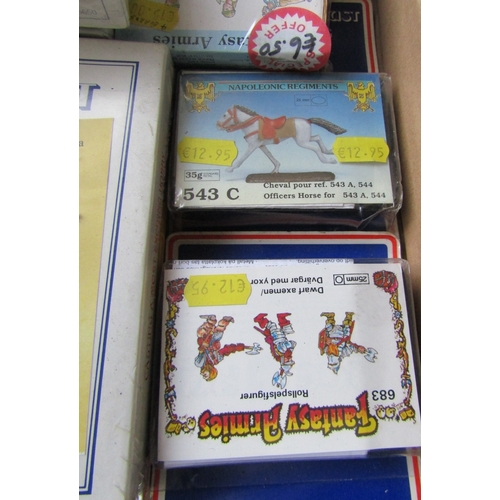 Fantasy Armies
OFFER
£6.50
NAPOLEONIC REGIMENTS
€12.95
€12.95
35g
543 C
Cheval pour ref. 543 A, 544
Officers Horse for 543 A, 544
Fantasy Armies
683
Rollspelsfigurer
Dwarf axemen/
Dvärgar med yxor
25mm
€12.95